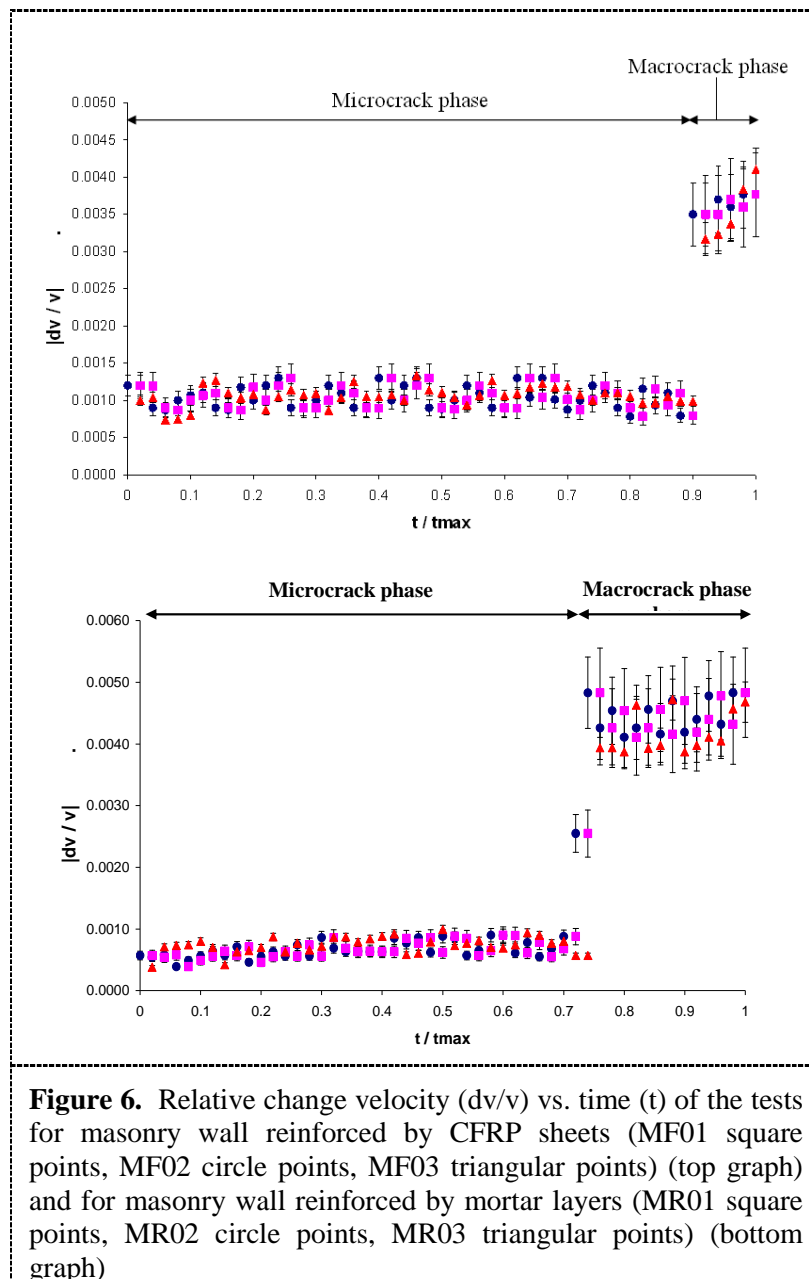 Macrocrack phase
Microcrack phase
0.0050
0.0045
0.0040
0.0035
0.0030
0.0025
0.0020
0.0015
0.0010
0.0005
0.0000
|dv / v|
0 0.1 0.2 0.3 0.4 0.5 0.6 0.7 0.8 0.9 1
t / tmax
Microcrack phase Macrocrack phase
0.0060
0.0050
0.0040
0.0030
0.0020
0.0010
0.0000
|dv / v|
0 0.1 0.2 0.3 0.4 0.5 0.6 0.7 0.8 0.9 1
t / tmax
Figure 6. Relative change velocity (dv/v) vs. time (t) of the tests
for masonry wall reinforced by CFRP sheets (MF01 square
points, MF02 circle points, MF03 triangular points) (top graph)
and for masonry wall reinforced by mortar layers (MR01 square
points, MR02 circle points, MR03 triangular points) (bottom
graph)